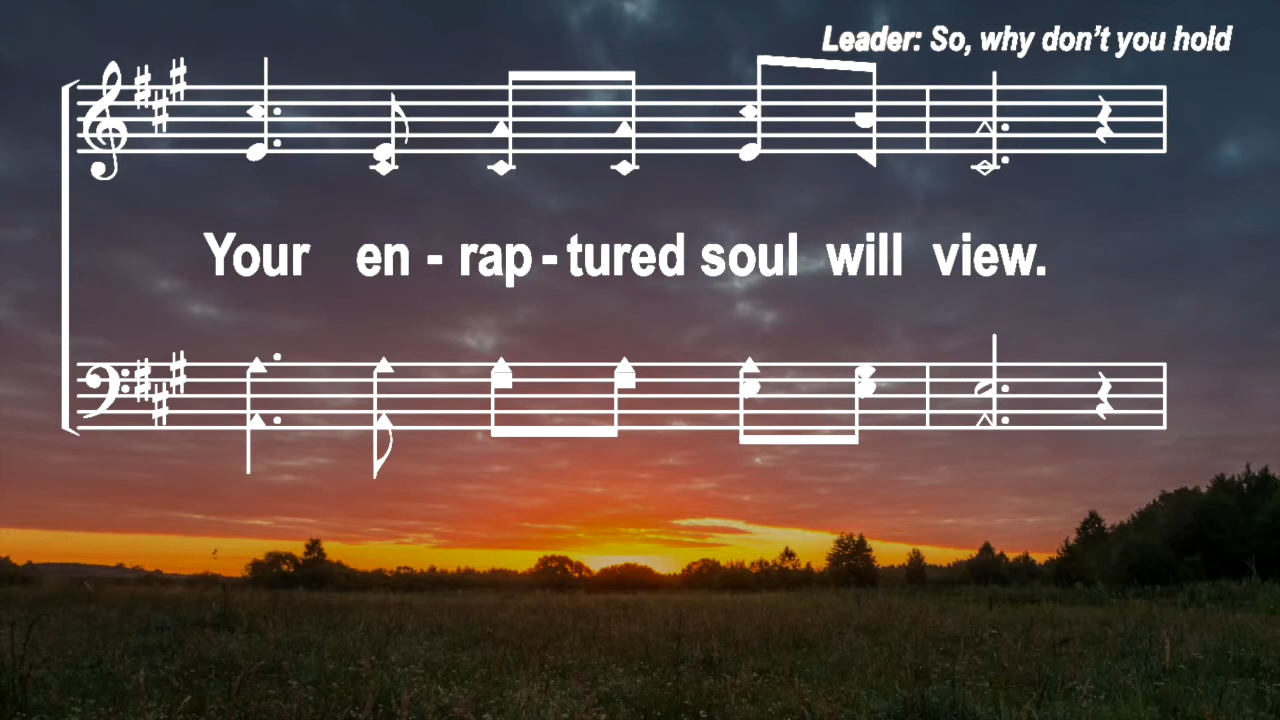 Leader: So, why don’t you hold
Your en - rap - tured soul will view.